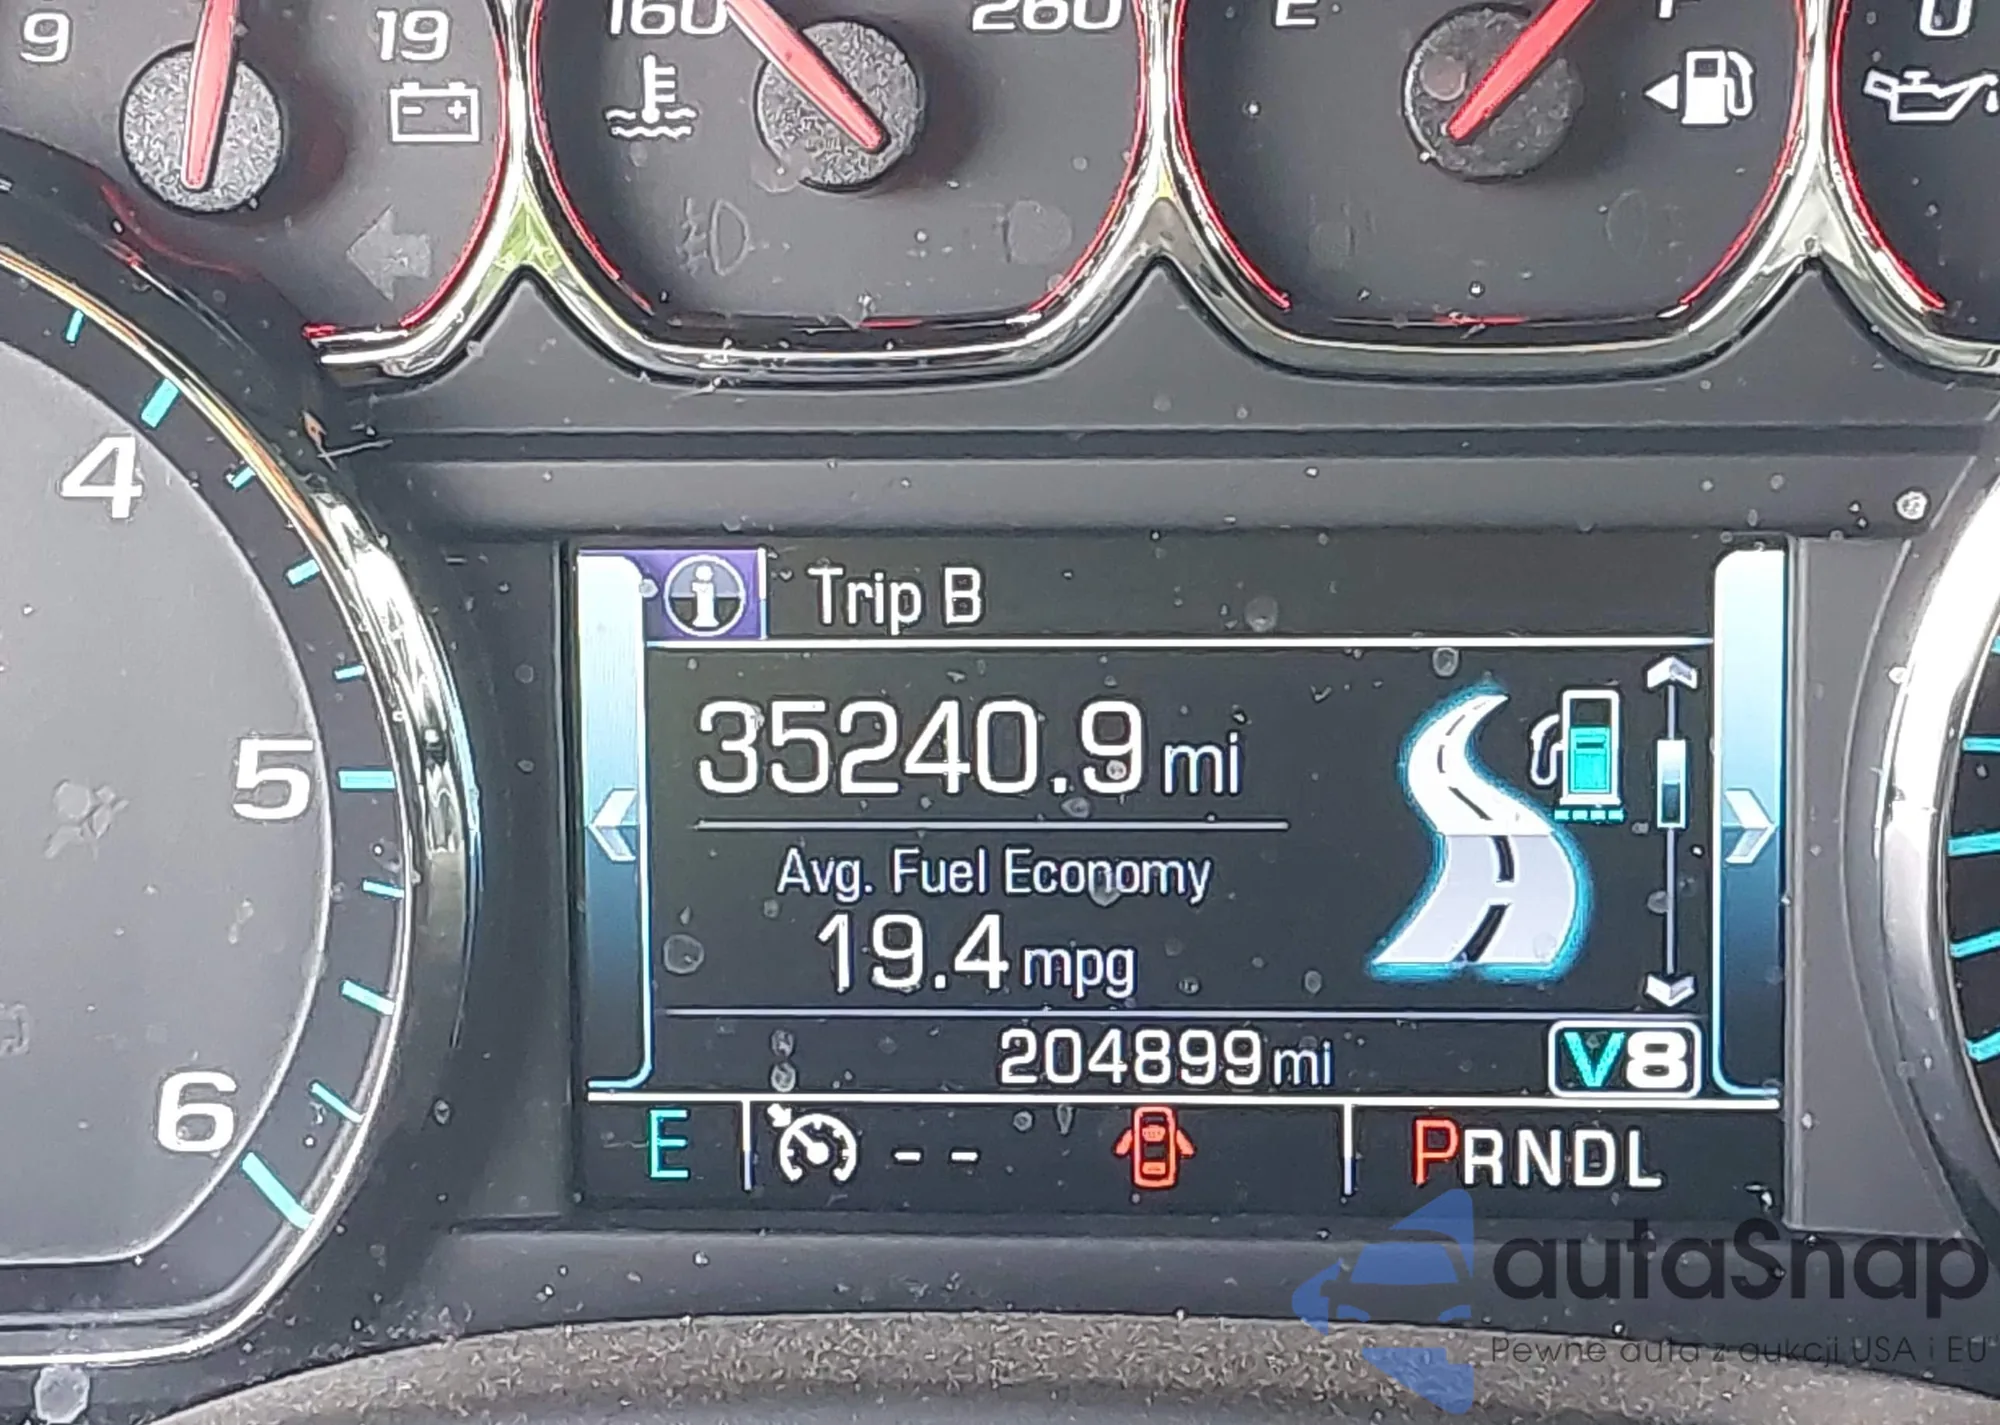 9 19 160 260 E F 0
4
5
6
Trip B
35240.9 mi
Avg. Fuel Economy
19.4 mpg
204899 mi V8
E -- PRNDL
autaSnap
Pewne auta z aukcji USA i EU